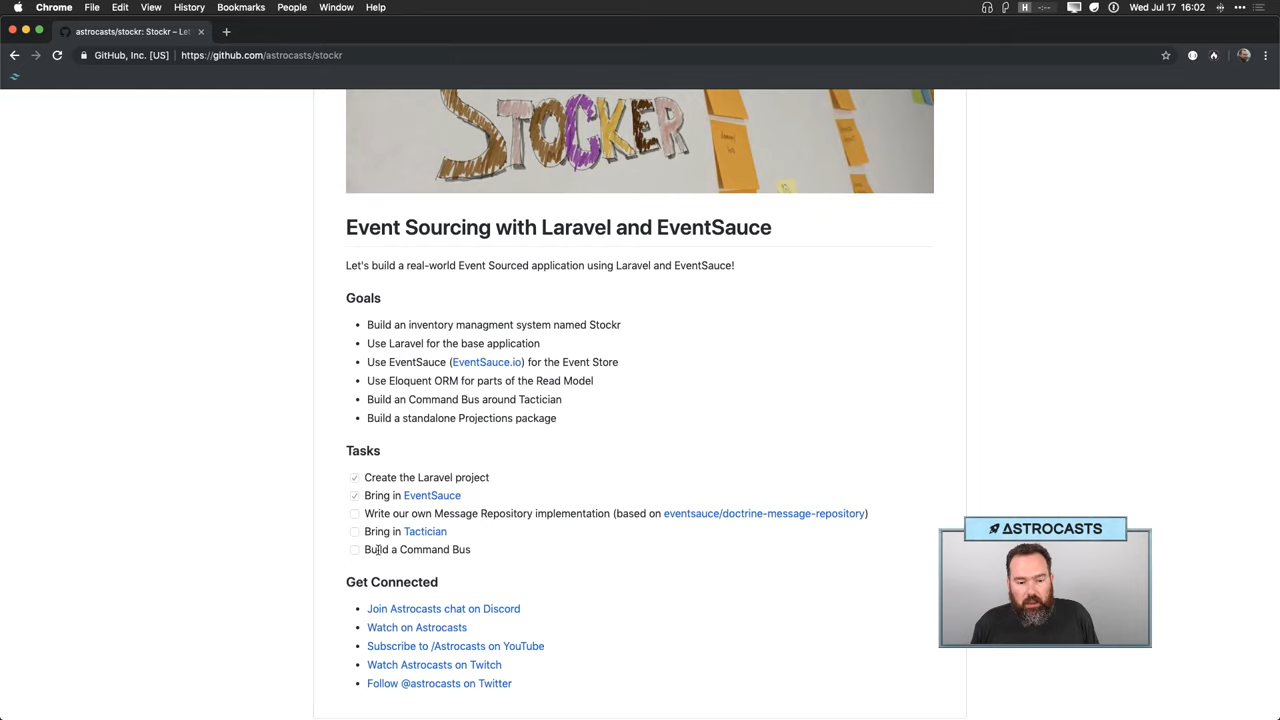 Chrome File Edit View History Bookmarks People Window Help
Wed Jul 17 16:02
astrocasts/stockr: Stockr – Let
GitHub, Inc. [US] | https://github.com/astrocasts/stockr
STOCKER
Event Sourcing with Laravel and EventSauce
Let's build a real-world Event Sourced application using Laravel and EventSauce!
Goals
Build an inventory managment system named Stockr
Use Laravel for the base application
Use EventSauce (EventSauce.io) for the Event Store
Use Eloquent ORM for parts of the Read Model
Build an Command Bus around Tactician
Build a standalone Projections package
Tasks
Create the Laravel project
Bring in EventSauce
Write our own Message Repository implementation (based on eventsauce/doctrine-message-repository)
Bring in Tactician
Build a Command Bus
ASTROCASTS
Get Connected
Join Astrocasts chat on Discord
Watch on Astrocasts
Subscribe to /Astrocasts on YouTube
Watch Astrocasts on Twitch
Follow @astrocasts on Twitter